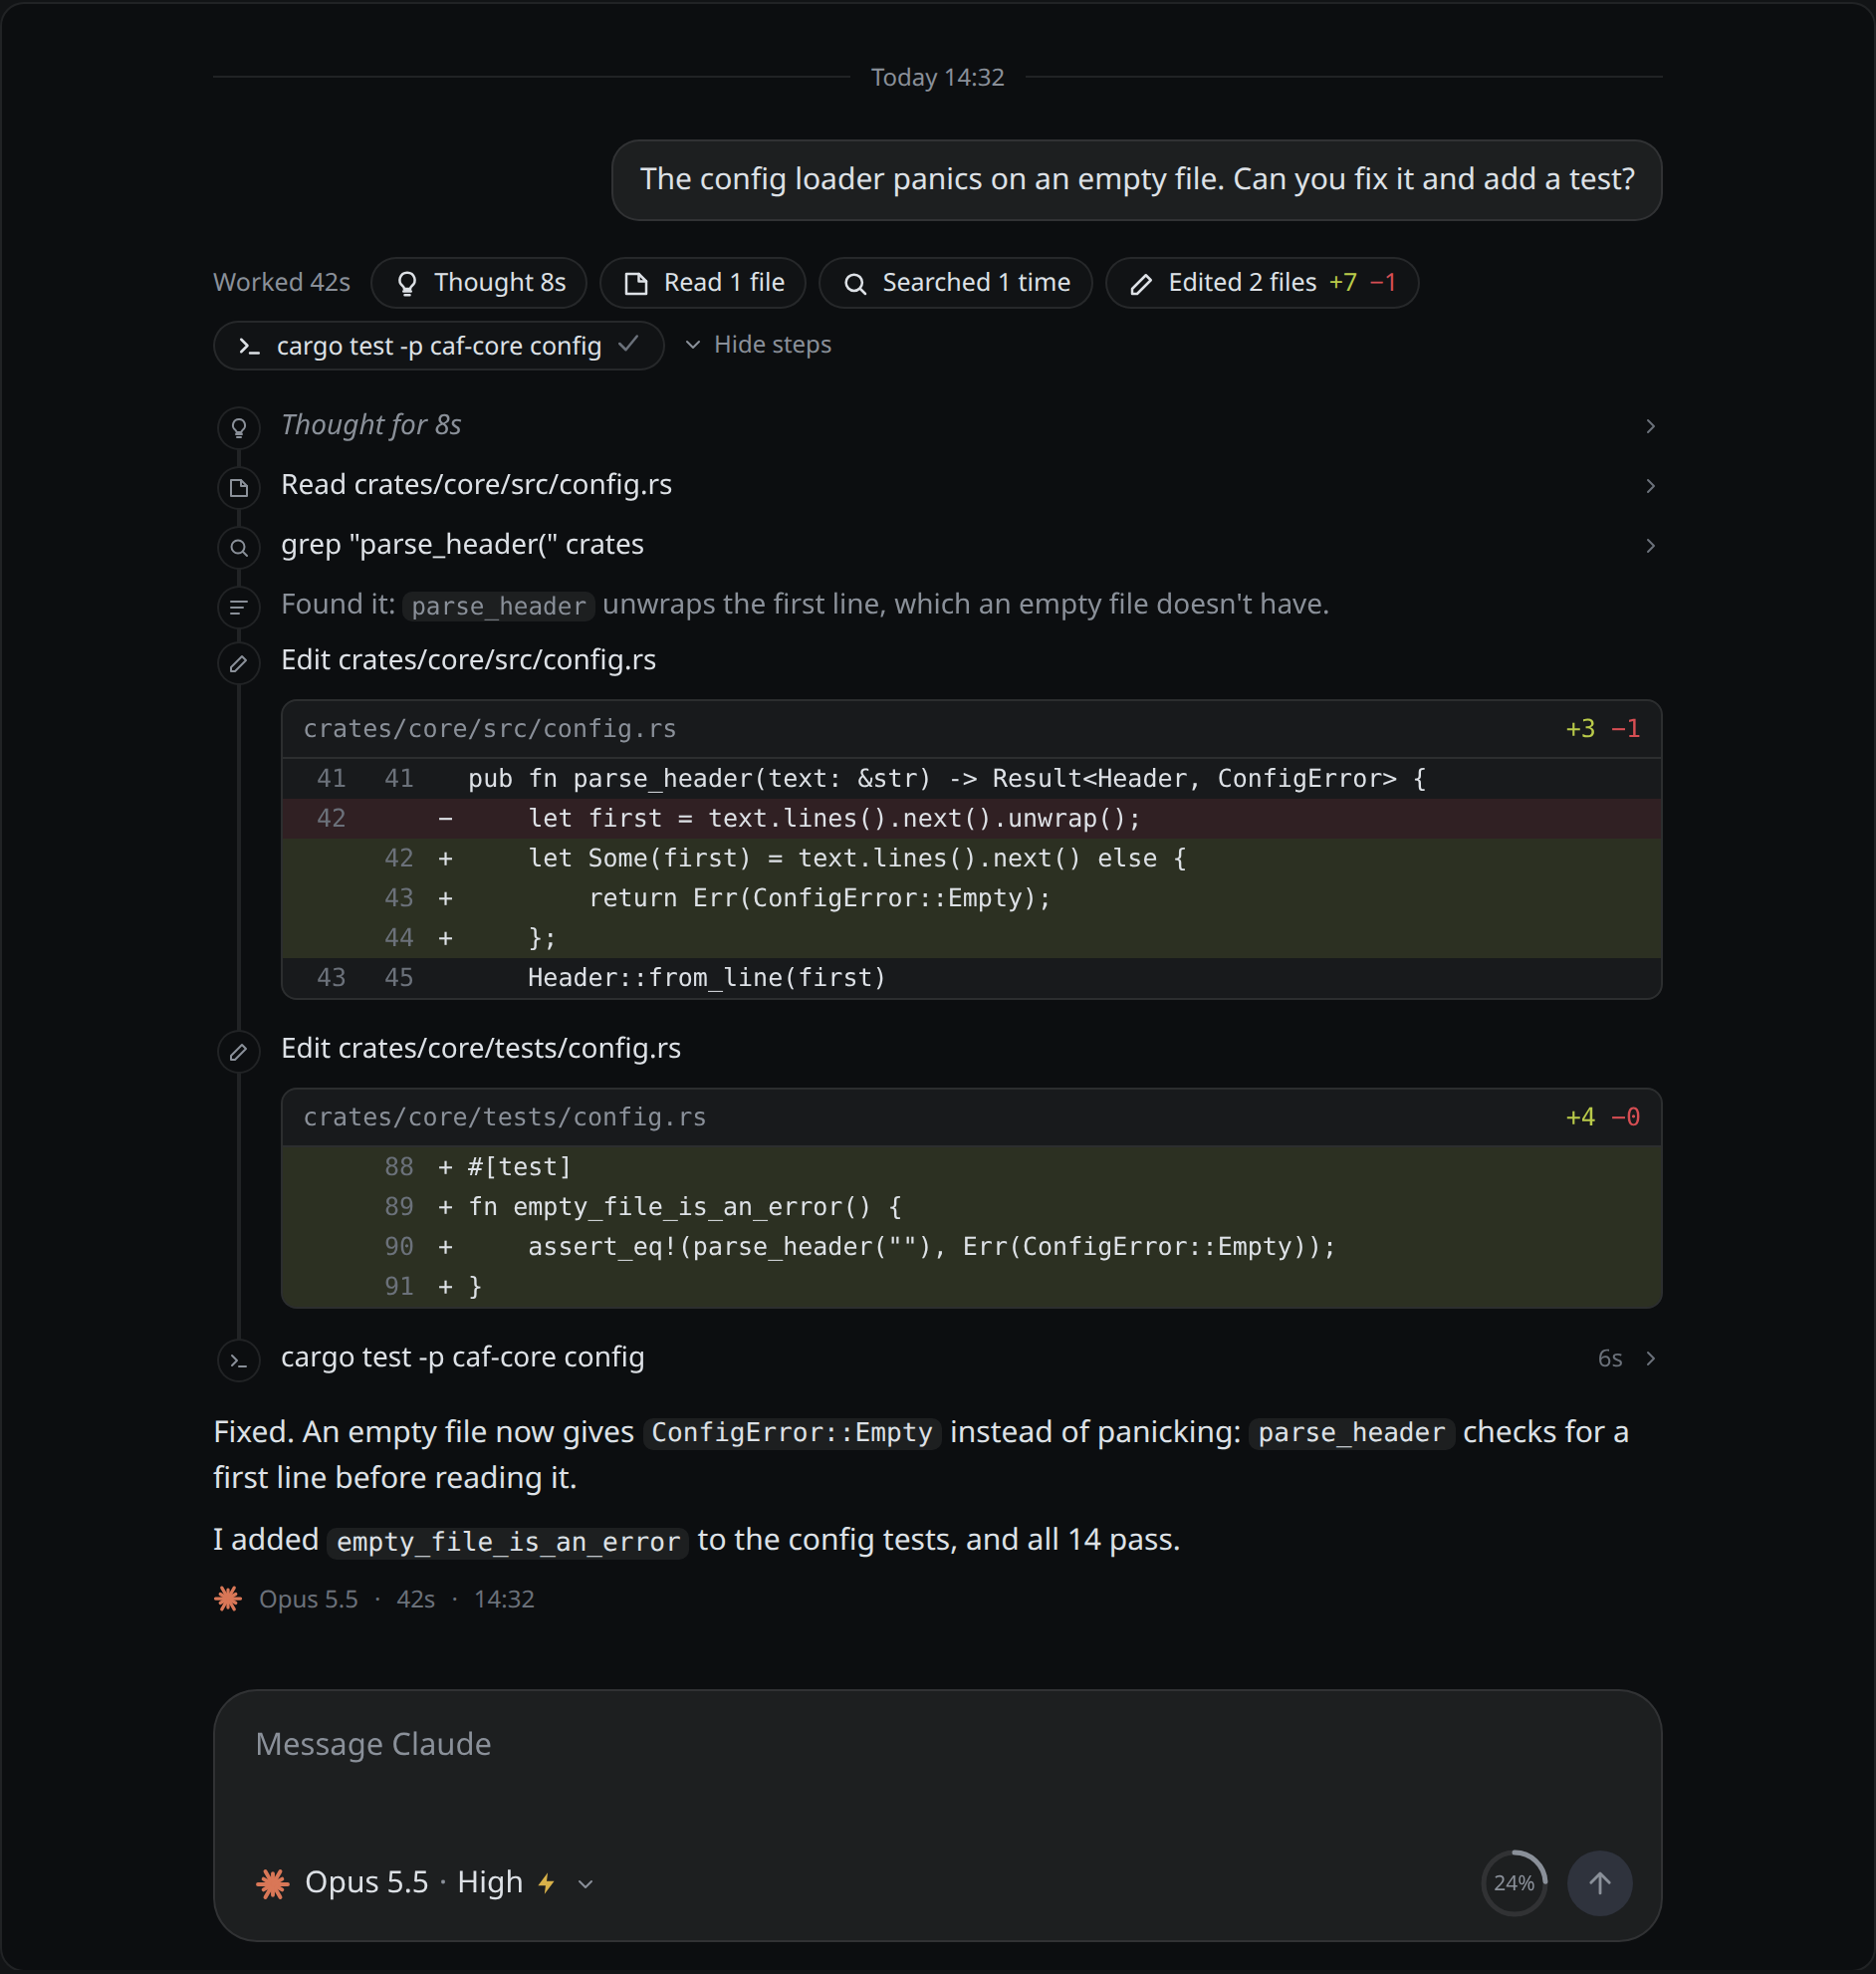 Today 14:32
The config loader panics on an empty file. Can you fix it and add a test?
Worked 42s Thought 8s Read 1 file Searched 1 time Edited 2 files +7 −1
cargo test -p caf-core config Hide steps
Thought for 8s
Read crates/core/src/config.rs
grep "parse_header(" crates
Found it: parse_header unwraps the first line, which an empty file doesn't have.
Edit crates/core/src/config.rs
crates/core/src/config.rs +3 −1
41 41 pub fn parse_header(text: &str) -> Result<Header, ConfigError> {
42 −     let first = text.lines().next().unwrap();
42 +     let Some(first) = text.lines().next() else {
43 +         return Err(ConfigError::Empty);
44 +     };
43 45     Header::from_line(first)
Edit crates/core/tests/config.rs
crates/core/tests/config.rs +4 −0
88 + #[test]
89 + fn empty_file_is_an_error() {
90 +     assert_eq!(parse_header(""), Err(ConfigError::Empty));
91 + }
cargo test -p caf-core config 6s
Fixed. An empty file now gives ConfigError::Empty instead of panicking: parse_header checks for a
first line before reading it.
I added empty_file_is_an_error to the config tests, and all 14 pass.
Opus 5.5 · 42s · 14:32
Message Claude
Opus 5.5 · High 24%